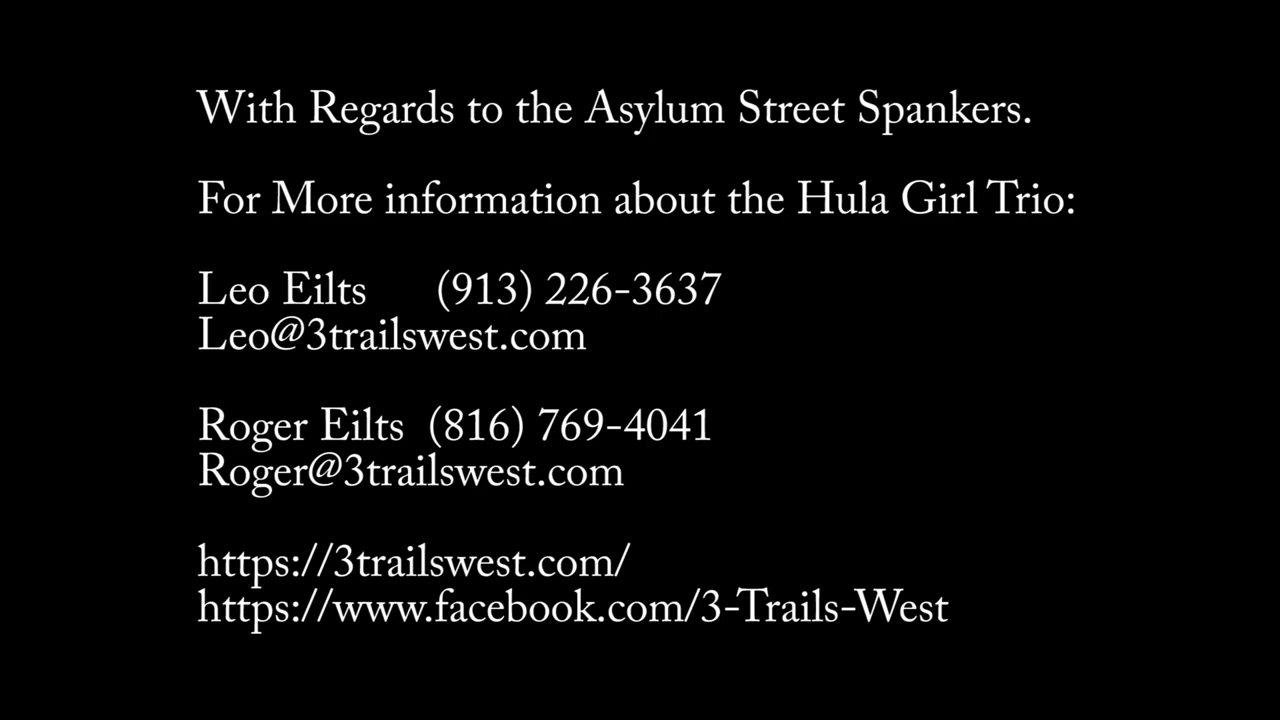 With Regards to the Asylum Street Spankers.
For More information about the Hula Girl Trio:
Leo Eilts (913) 226-3637
Leo@3trailswest.com
Roger Eilts (816) 769-4041
Roger@3trailswest.com
https://3trailswest.com/
https://www.facebook.com/3-Trails-West